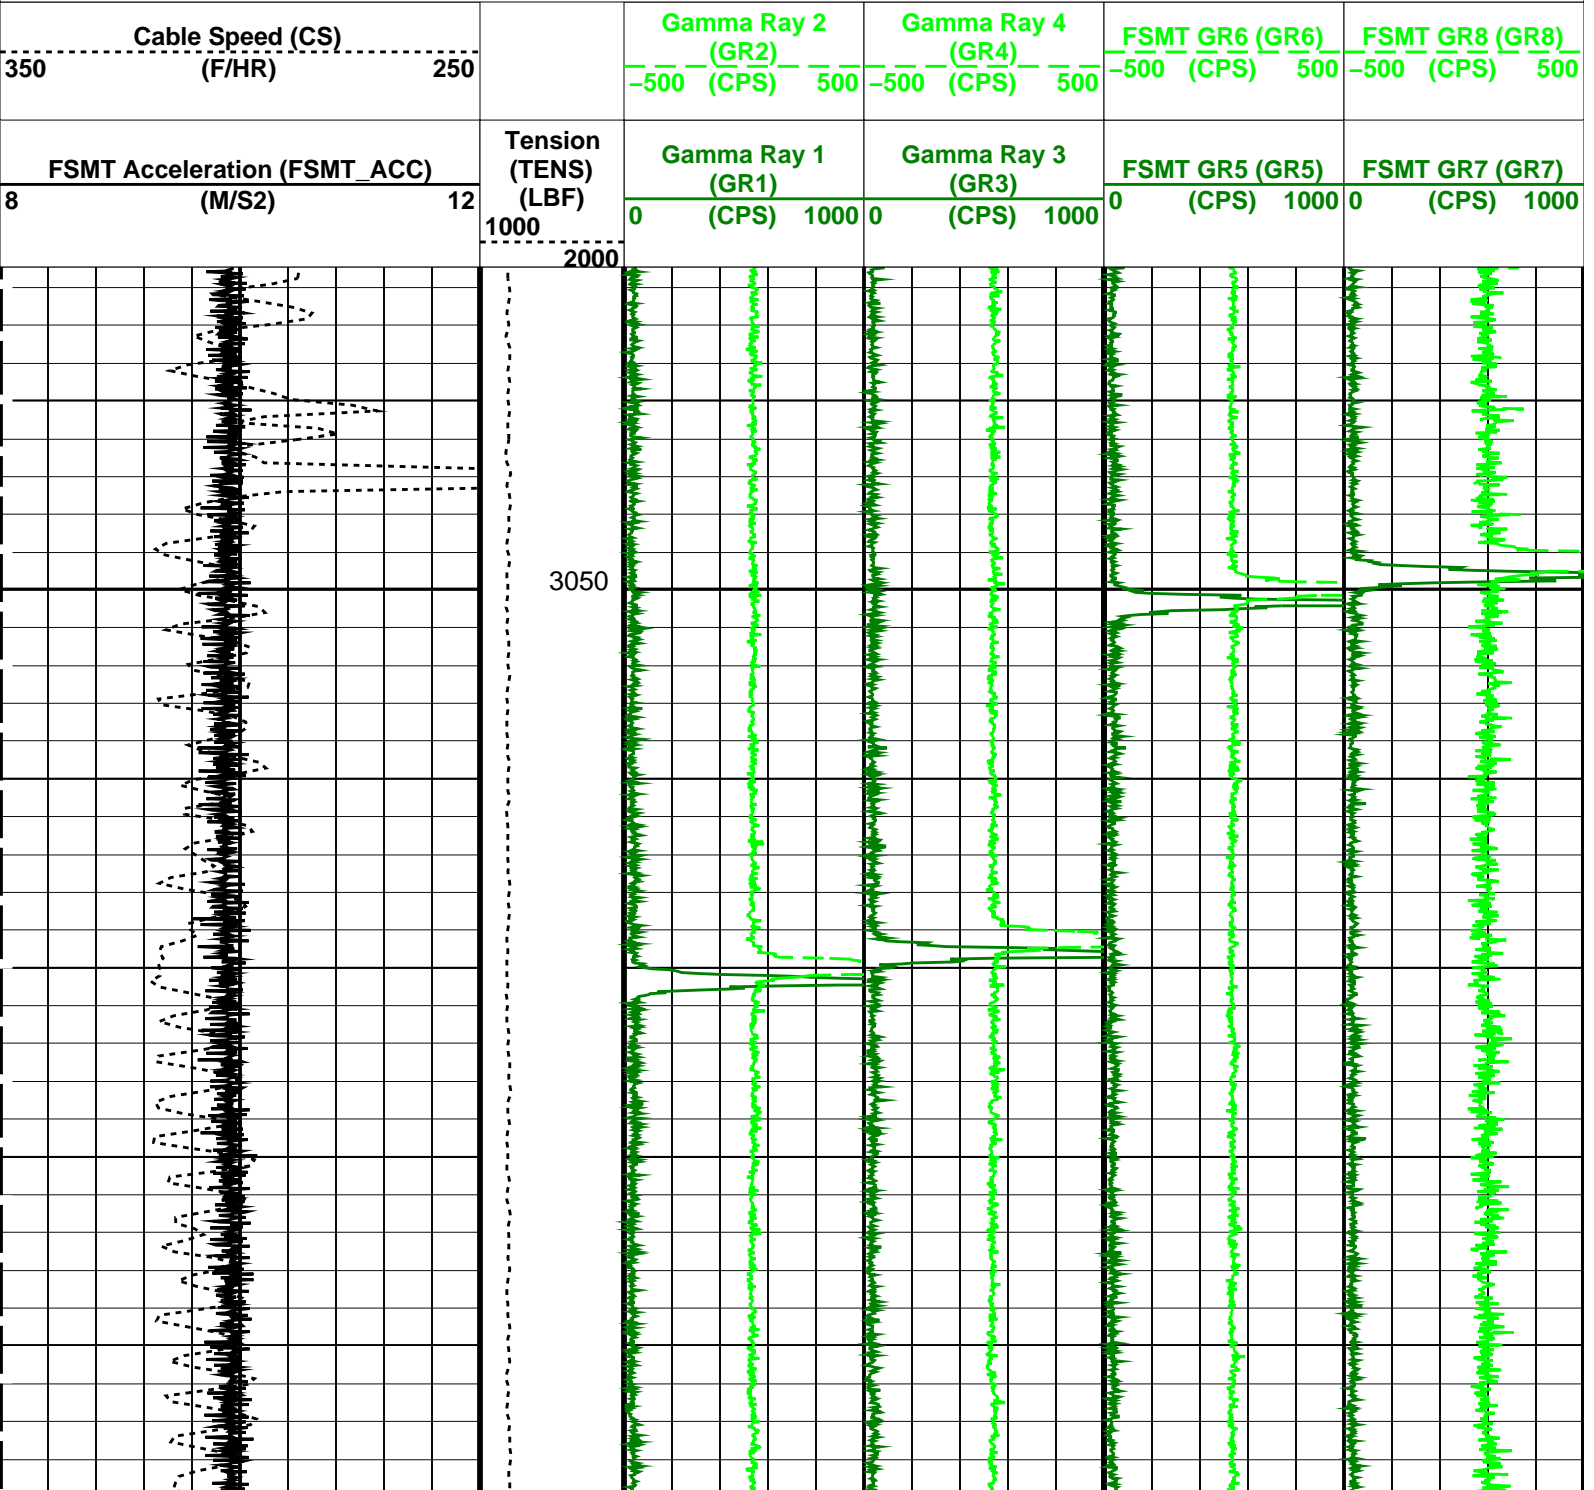 Cable Speed (CS)
350 (F/HR) 250
Gamma Ray 2
(GR2)
−500 (CPS) 500
Gamma Ray 4
(GR4)
−500 (CPS) 500
FSMT GR6 (GR6)
−500 (CPS) 500
FSMT GR8 (GR8)
−500 (CPS) 500
FSMT Acceleration (FSMT_ACC)
8 (M/S2) 12
Tension
(TENS)
(LBF)
1000
2000
Gamma Ray 1
(GR1)
0 (CPS) 1000
Gamma Ray 3
(GR3)
0 (CPS) 1000
FSMT GR5 (GR5)
0 (CPS) 1000
FSMT GR7 (GR7)
0 (CPS) 1000
3050